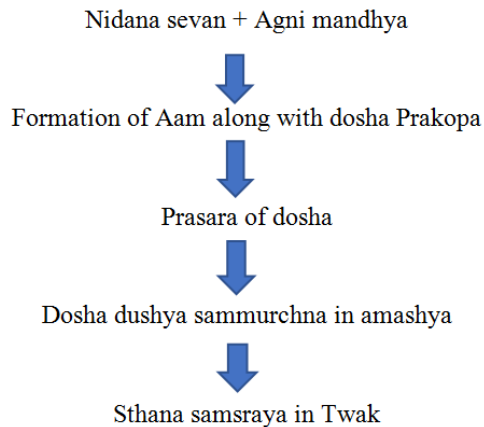 Nidana sevan + Agni mandhya
Formation of Aam along with dosha Prakopa
Prasara of dosha
Dosha dushya sammurchna in amashya
Sthana samsraya in Twak